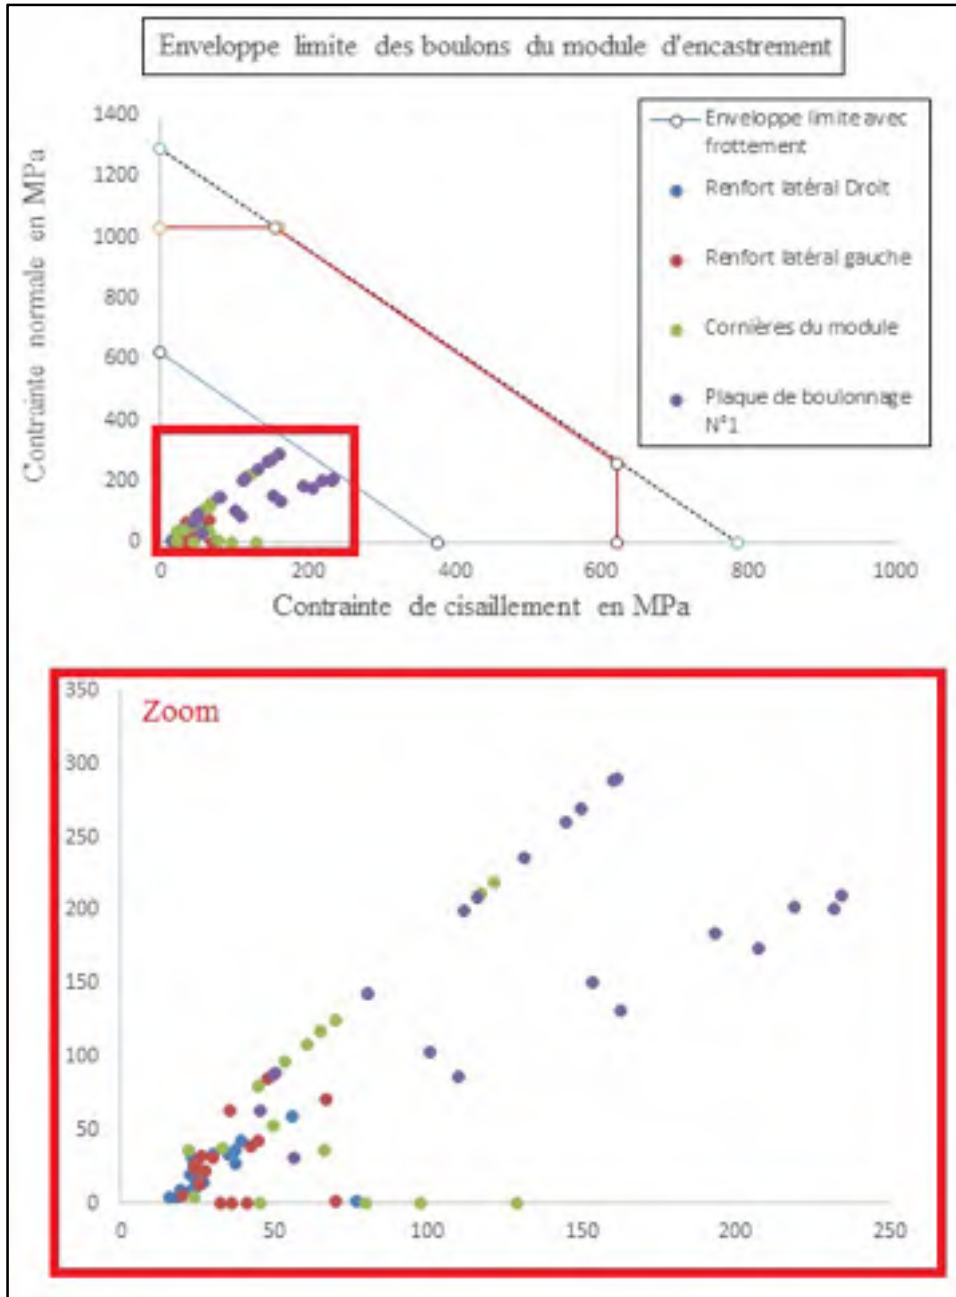 Enveloppe limite des boulons du module d'encastrement
Contrainte normale en MPa
1400
1200
1000
800
600
400
200
0
0 200 400 600 800 1000
Contrainte de cisaillement en MPa
Enveloppe limite avec
frottement
Renfort latéral Droit
Renfort latéral gauche
Cornières du module
Plaque de boulonnage
N°1
Zoom
350
300
250
200
150
100
50
0
0 50 100 150 200 250